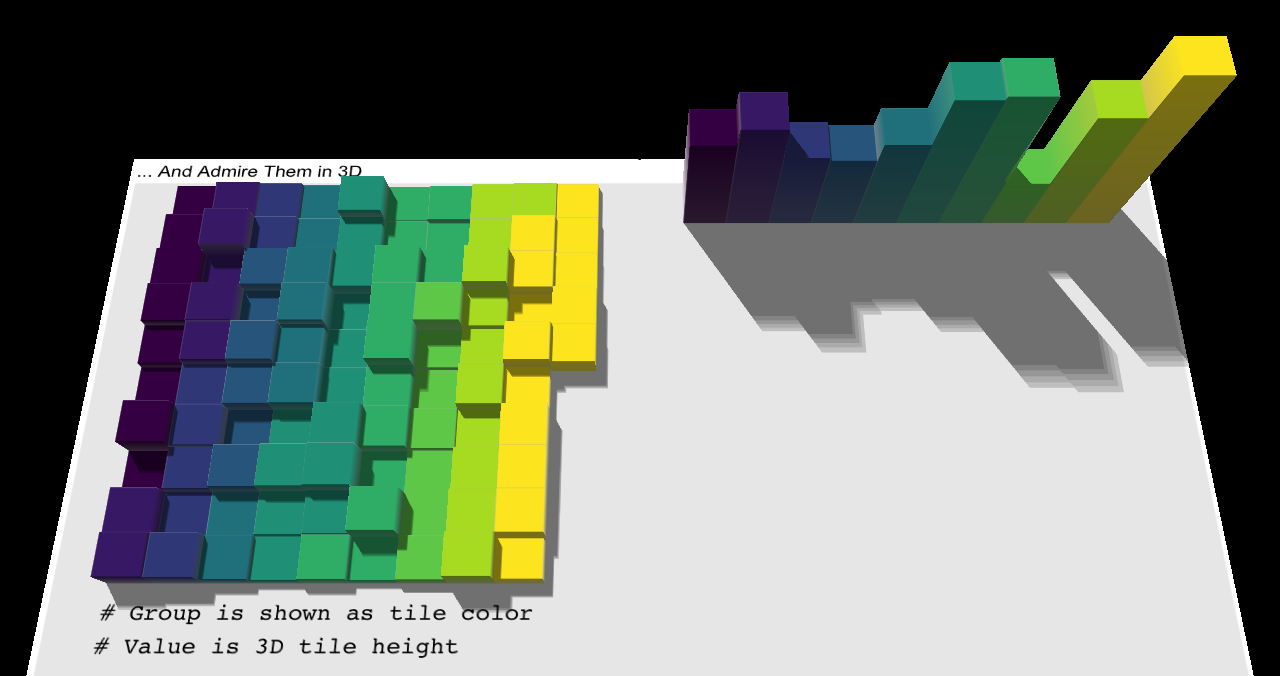 ... And Admire Them in 3D
# Group is shown as tile color
# Value is 3D tile height